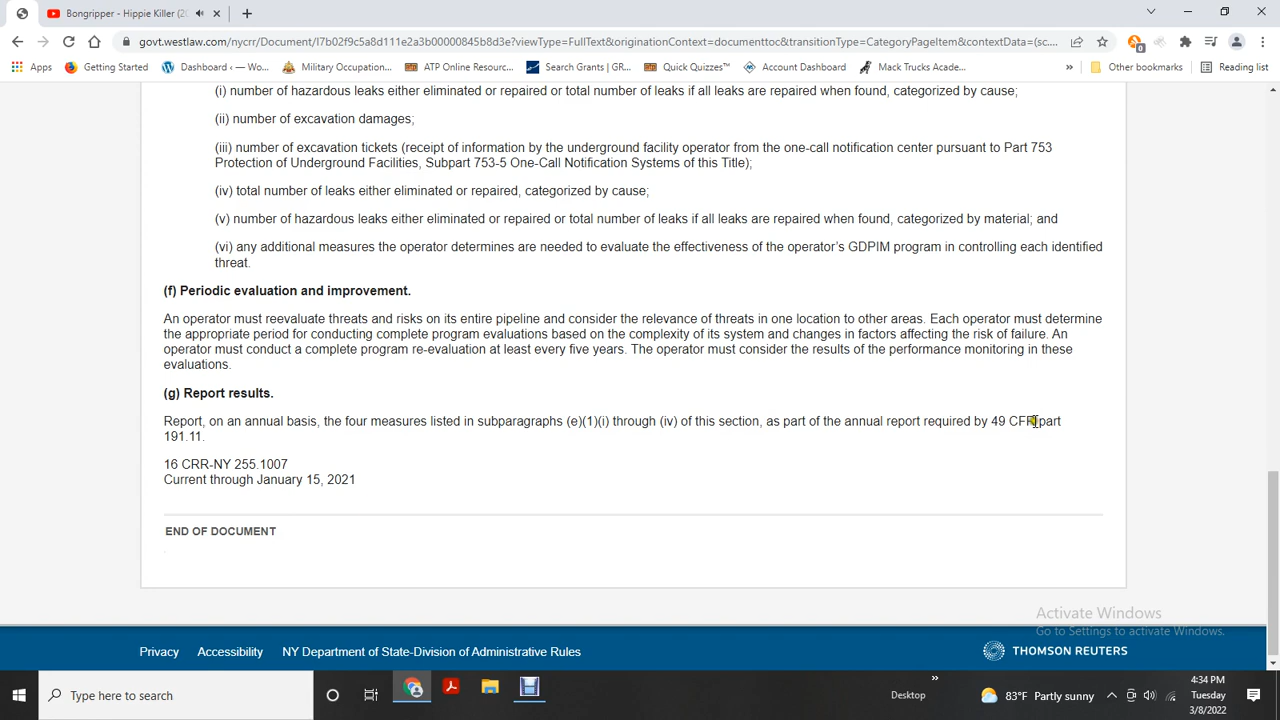 Bongripper - Hippie Killer (20
govt.westlaw.com/nycrr/Document/I7b02f9c5a8d111e2a3b00000845b8d3e?viewType=FullText&originationContext=documenttoc&transitionType=CategoryPageItem&contextData=(sc...
Apps Getting Started Dashboard ‹ — Wo... Military Occupation... ATP Online Resourc... Search Grants | GR... Quick Quizzes™ Account Dashboard Mack Trucks Acade... » Other bookmarks Reading list
(i) number of hazardous leaks either eliminated or repaired or total number of leaks if all leaks are repaired when found, categorized by cause;
(ii) number of excavation damages;
(iii) number of excavation tickets (receipt of information by the underground facility operator from the one-call notification center pursuant to Part 753
Protection of Underground Facilities, Subpart 753-5 One-Call Notification Systems of this Title);
(iv) total number of leaks either eliminated or repaired, categorized by cause;
(v) number of hazardous leaks either eliminated or repaired or total number of leaks if all leaks are repaired when found, categorized by material; and
(vi) any additional measures the operator determines are needed to evaluate the effectiveness of the operator's GDPIM program in controlling each identified
threat.
(f) Periodic evaluation and improvement.
An operator must reevaluate threats and risks on its entire pipeline and consider the relevance of threats in one location to other areas. Each operator must determine
the appropriate period for conducting complete program evaluations based on the complexity of its system and changes in factors affecting the risk of failure. An
operator must conduct a complete program re-evaluation at least every five years. The operator must consider the results of the performance monitoring in these
evaluations.
(g) Report results.
Report, on an annual basis, the four measures listed in subparagraphs (e)(1)(i) through (iv) of this section, as part of the annual report required by 49 CFR part
191.11.
16 CRR-NY 255.1007
Current through January 15, 2021
END OF DOCUMENT
Activate Windows
Go to Settings to activate Windows.
Privacy Accessibility NY Department of State-Division of Administrative Rules THOMSON REUTERS
Type here to search Desktop » 83°F Partly sunny
4:34 PM
Tuesday
3/8/2022